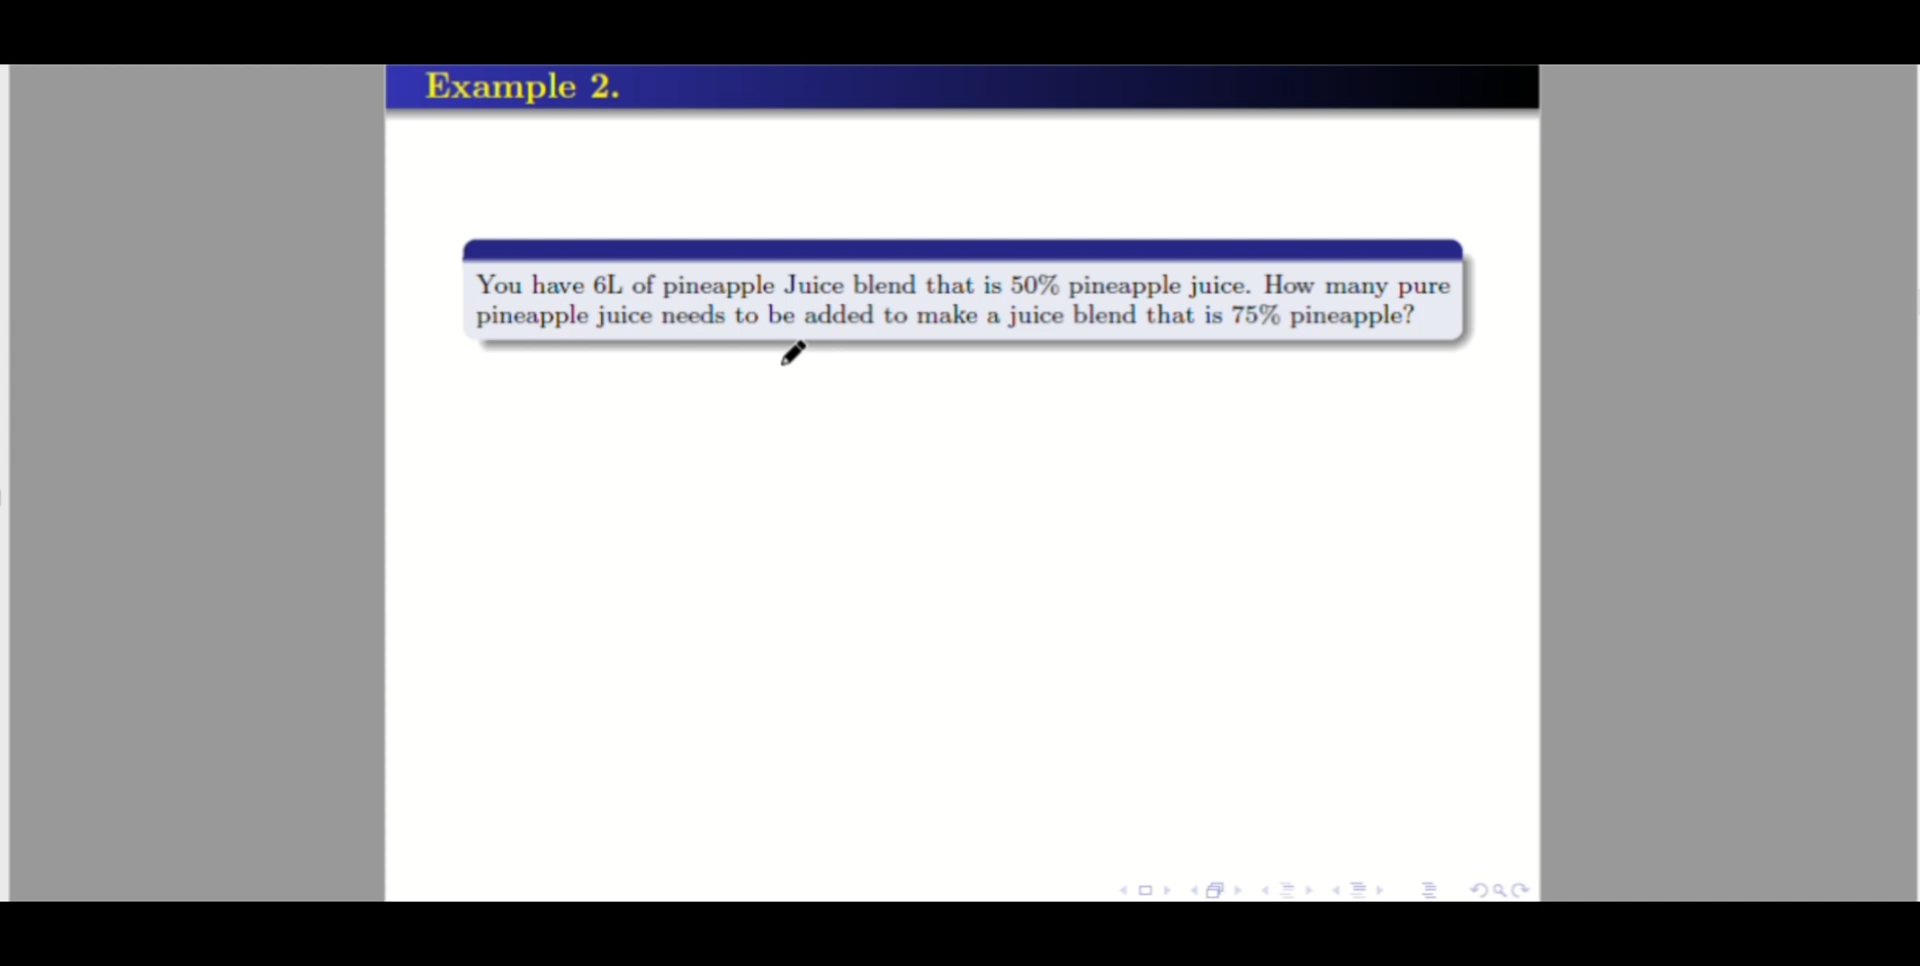 Example 2.
You have 6L of pineapple Juice blend that is 50% pineapple juice. How many pure
pineapple juice needs to be added to make a juice blend that is 75% pineapple?